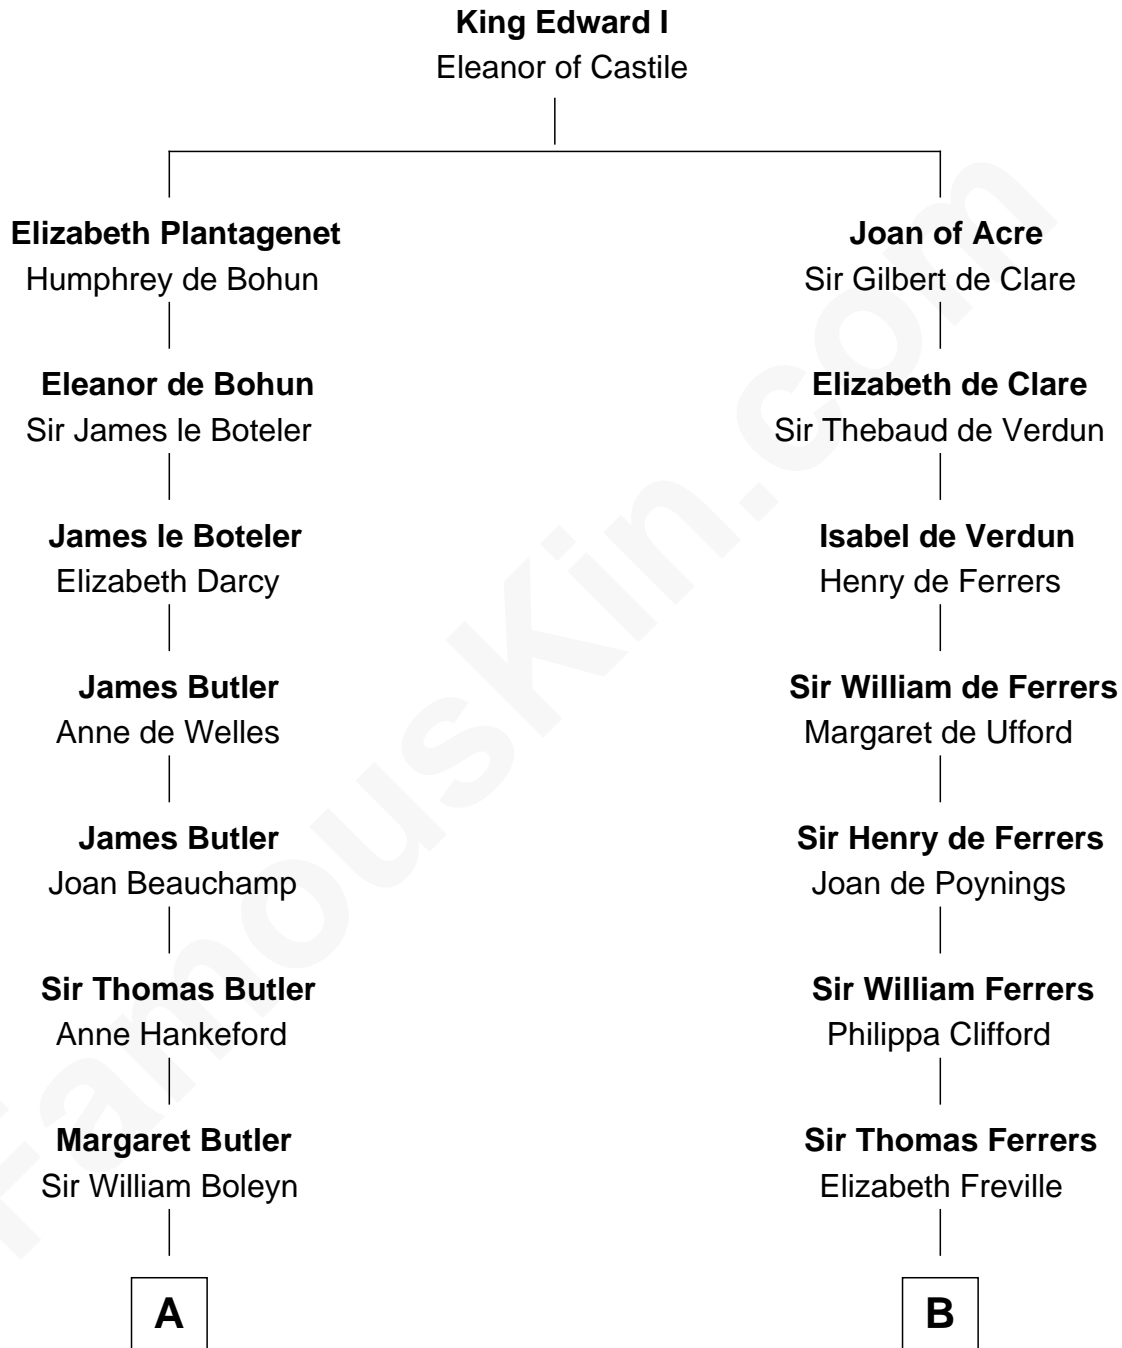 King Edward I
Eleanor of Castile
Elizabeth Plantagenet
Humphrey de Bohun
Eleanor de Bohun
Sir James le Boteler
James le Boteler
Elizabeth Darcy
James Butler
Anne de Welles
James Butler
Joan Beauchamp
Sir Thomas Butler
Anne Hankeford
Margaret Butler
Sir William Boleyn
A
Joan of Acre
Sir Gilbert de Clare
Elizabeth de Clare
Sir Thebaud de Verdun
Isabel de Verdun
Henry de Ferrers
Sir William de Ferrers
Margaret de Ufford
Sir Henry de Ferrers
Joan de Poynings
Sir William Ferrers
Philippa Clifford
Sir Thomas Ferrers
Elizabeth Freville
B
FamousKin.com